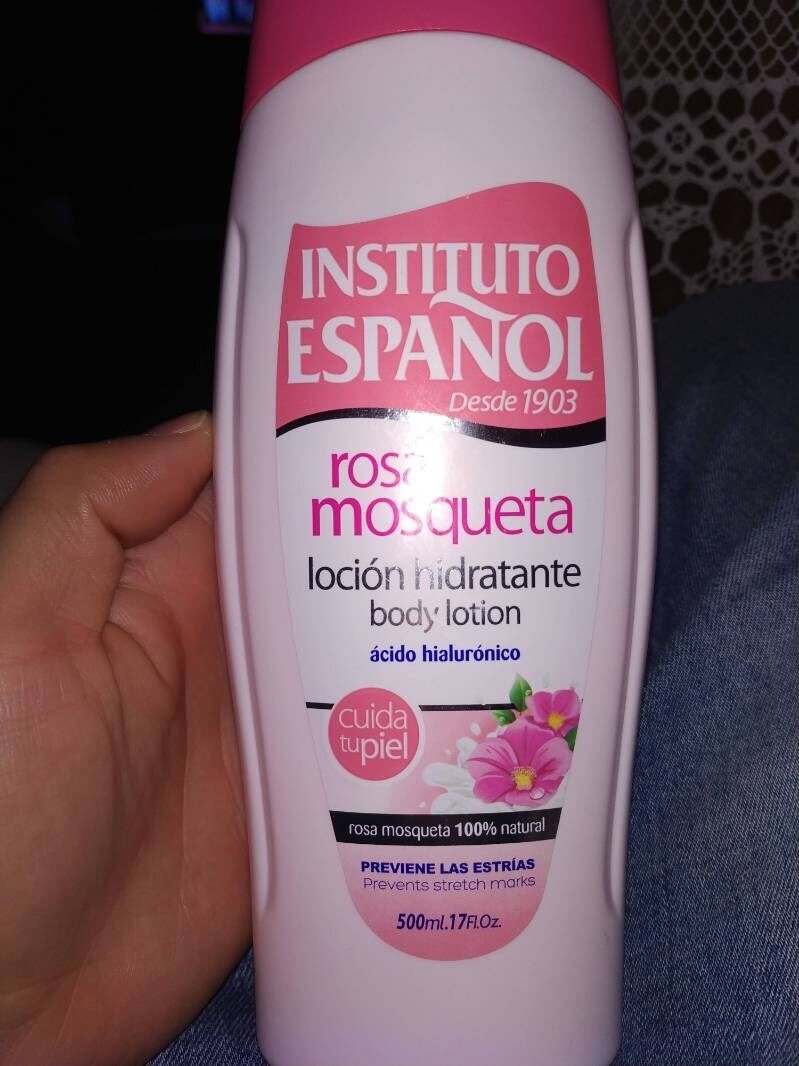 INSTITUTO
ESPAÑOL
Desde 1903
rosa
mosqueta
loción hidratante
body lotion
ácido hialurónico
cuida
tu piel
rosa mosqueta 100% natural
PREVIENE LAS ESTRÍAS
Prevents stretch marks
500ml.17Fl.Oz.